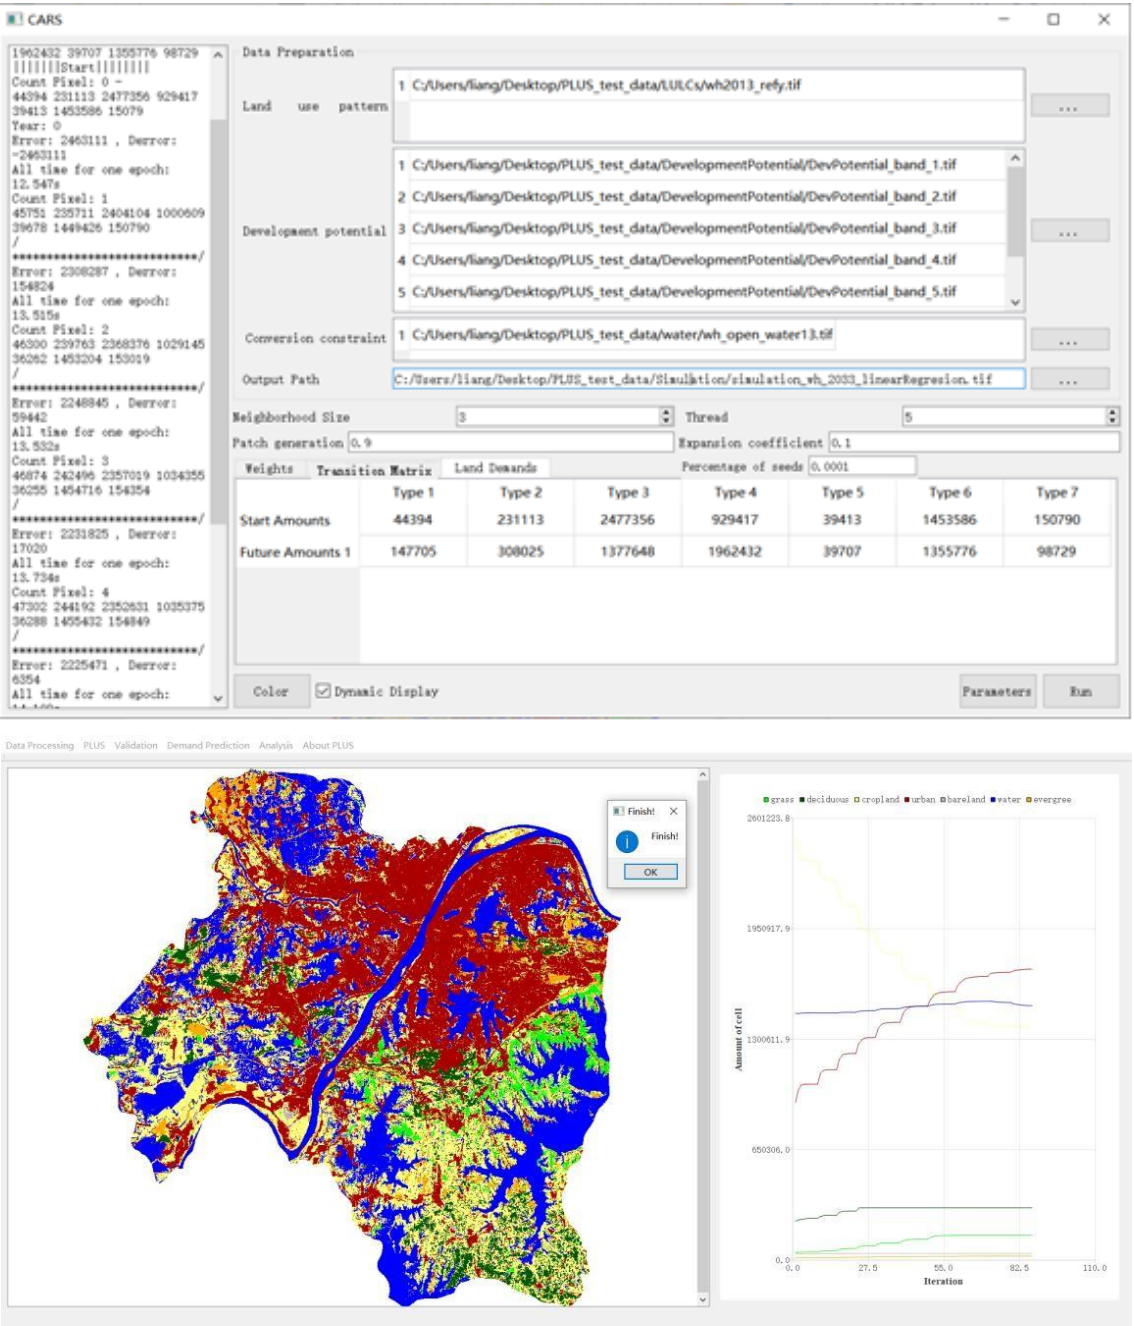 CARS
1962432 39707 1355776 98729
|||||||Start||||||||
Count Pixel: 0 -
44394 231113 2477356 929417
39413 1453586 15079
Year: 0
Error: 2463111 , Derror:
-2463111
All time for one epoch:
12.547s
Count Pixel: 1
45751 235711 2404104 1000609
39678 1449426 150790
/
****************************/
Error: 2308287 , Derror:
154824
All time for one epoch:
13.515s
Count Pixel: 2
46300 239763 2368376 1029145
36262 1453204 153019
/
****************************/
Error: 2248845 , Derror:
59442
All time for one epoch:
13.532s
Count Pixel: 3
46874 242496 2357019 1034355
36255 1454716 154354
/
****************************/
Error: 2231825 , Derror:
17020
All time for one epoch:
13.734s
Count Pixel: 4
47302 244192 2352631 1035375
36288 1455432 154849
/
****************************/
Error: 2225471 , Derror:
6354
All time for one epoch:
Data Preparation
Land use pattern
1 C:/Users/liang/Desktop/PLUS_test_data/LULCs/wh2013_refy.tif
...
Development potential
1 C:/Users/liang/Desktop/PLUS_test_data/DevelopmentPotential/DevPotential_band_1.tif
2 C:/Users/liang/Desktop/PLUS_test_data/DevelopmentPotential/DevPotential_band_2.tif
3 C:/Users/liang/Desktop/PLUS_test_data/DevelopmentPotential/DevPotential_band_3.tif
4 C:/Users/liang/Desktop/PLUS_test_data/DevelopmentPotential/DevPotential_band_4.tif
5 C:/Users/liang/Desktop/PLUS_test_data/DevelopmentPotential/DevPotential_band_5.tif
...
Conversion constraint 1 C:/Users/liang/Desktop/PLUS_test_data/water/wh_open_water13.tif
...
Output Path C:/Users/liang/Desktop/PLUS_test_data/Simulation/simulation_wh_2033_linearRegresion.tif ...
Neighborhood Size 3 Thread 5
Patch generation 0.9 Expansion coefficient 0.1
Weights Transition Matrix Land Demands Percentage of seeds 0.0001
Type 1 Type 2 Type 3 Type 4 Type 5 Type 6 Type 7
Start Amounts 44394 231113 2477356 929417 39413 1453586 150790
Future Amounts 1 147705 308025 1377648 1962432 39707 1355776 98729
Color Dynamic Display Parameters Run
Data Processing PLUS Validation Demand Prediction Analysis About PLUS
Finish!
Finish!
OK
grass deciduous cropland urban bareland water evergree
2601223.8
1950917.9
1300611.9
650306.0
0.0
Amount of cell
0.0 27.5 55.0 82.5 110.0
Iteration